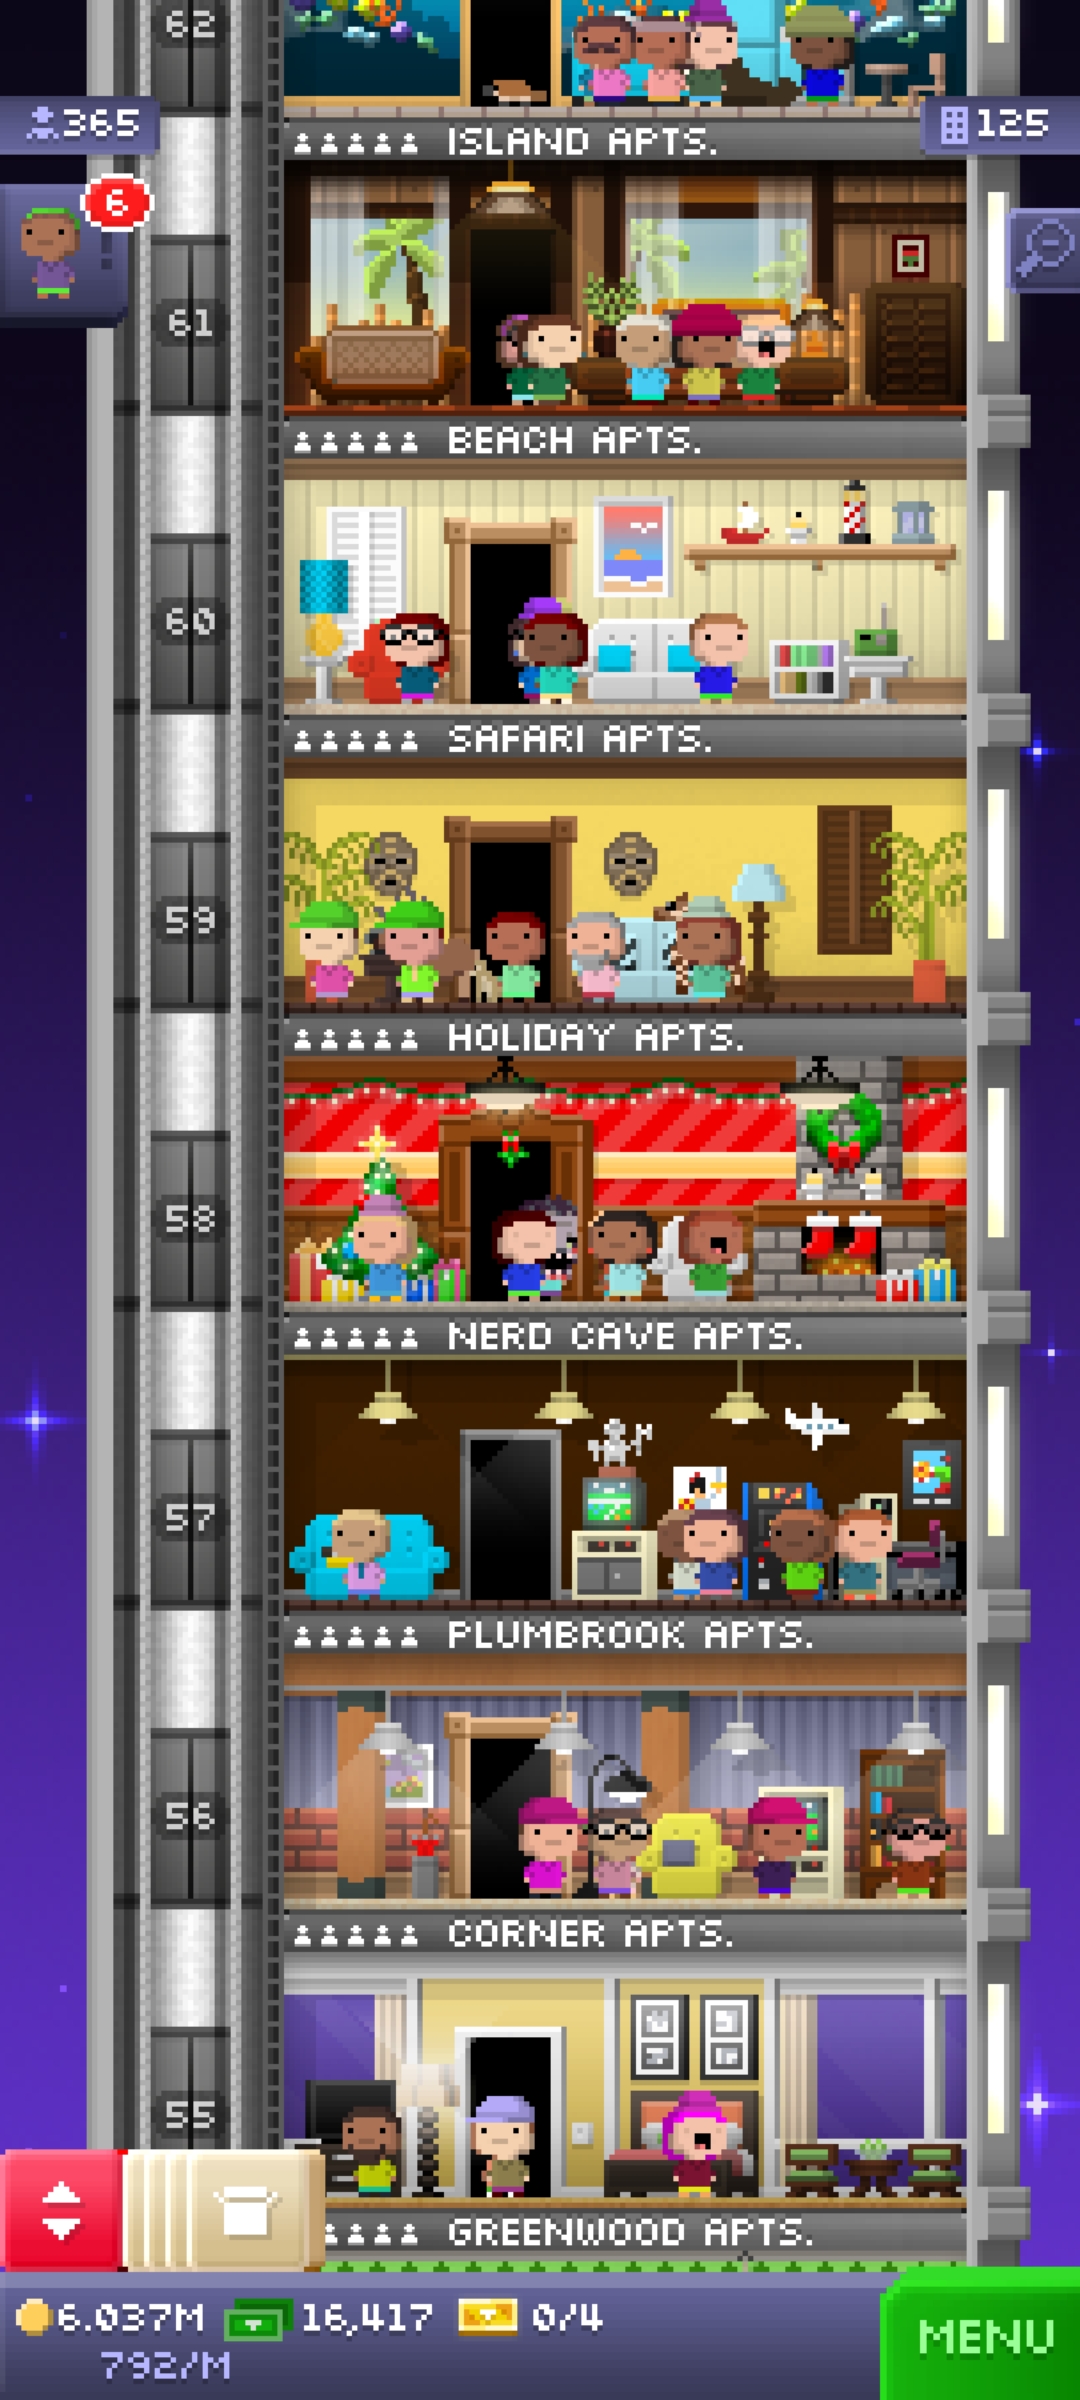 62
365
125
ISLAND APTS.
6
61
BEACH APTS.
60
SAFARI APTS.
59
HOLIDAY APTS.
58
NERD CAVE APTS.
57
PLUMBROOK APTS.
56
CORNER APTS.
55
GREENWOOD APTS.
6.037M 16,417 0/4
792/M
MENU